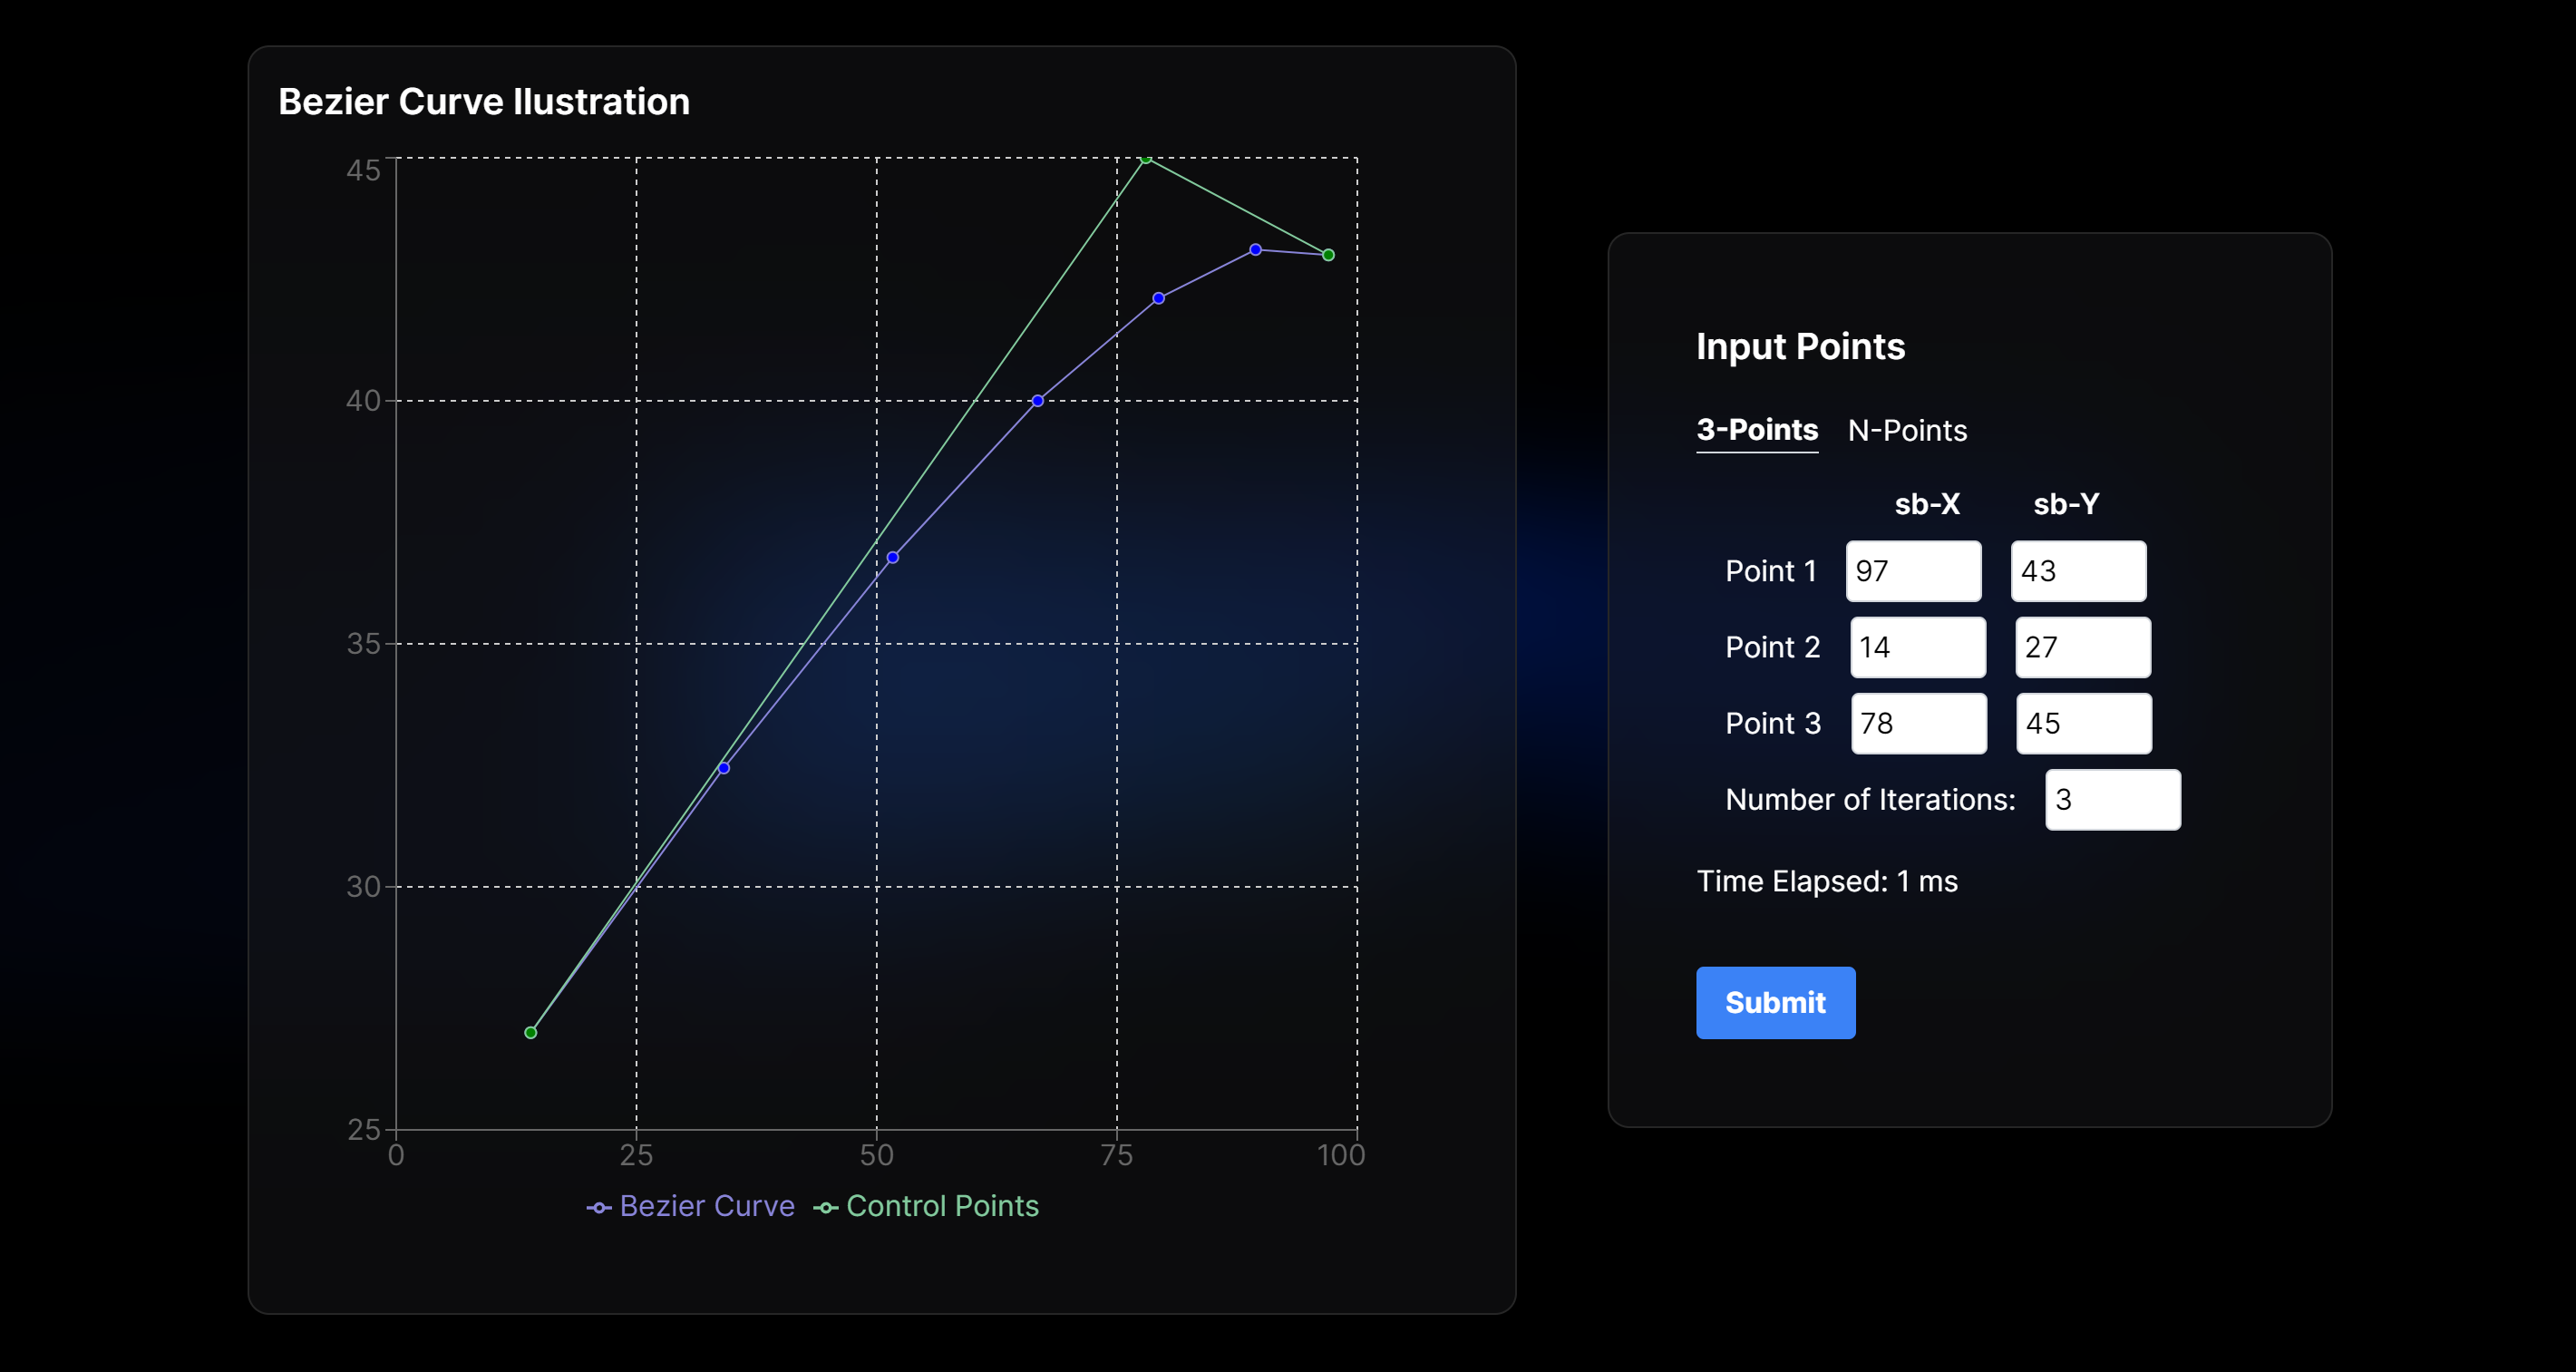 Bezier Curve Ilustration
45
40
35
30
25
0 25 50 75 100
Bezier Curve Control Points
Input Points
3-Points N-Points
sb-X sb-Y
Point 1 97 43
Point 2 14 27
Point 3 78 45
Number of Iterations: 3
Time Elapsed: 1 ms
Submit